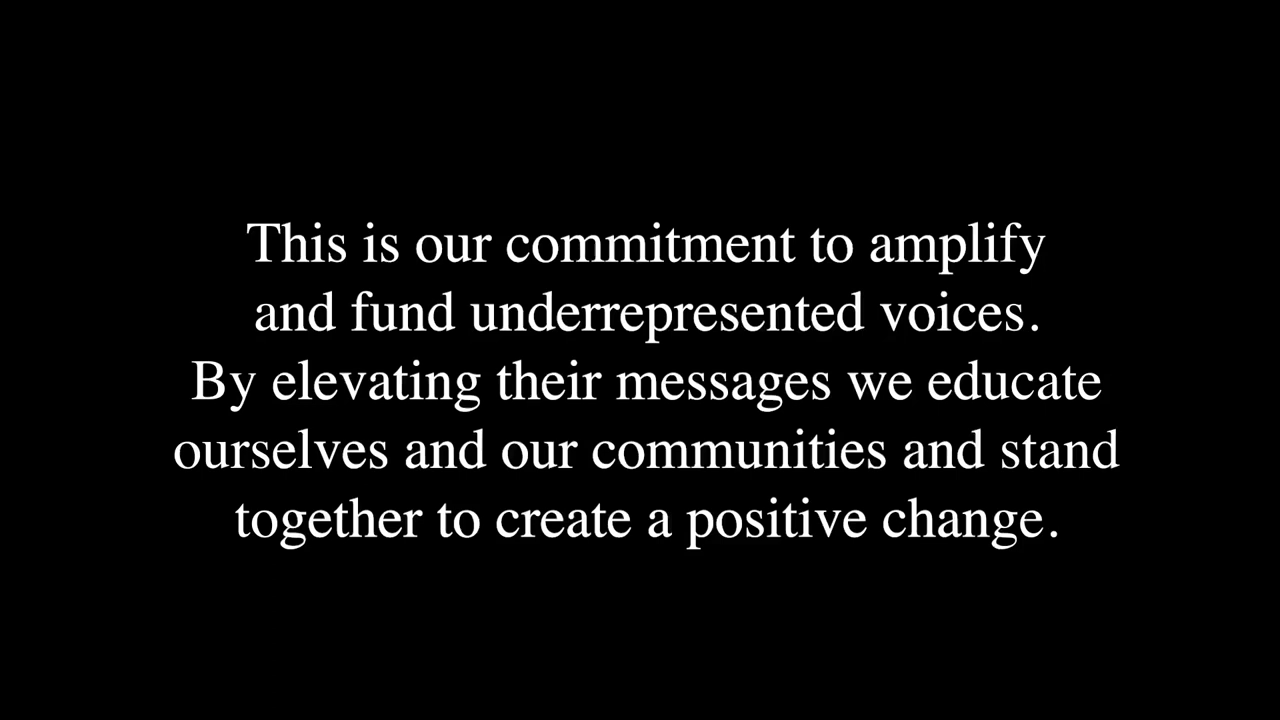 This is our commitment to amplify
and fund underrepresented voices.
By elevating their messages we educate
ourselves and our communities and stand
together to create a positive change.